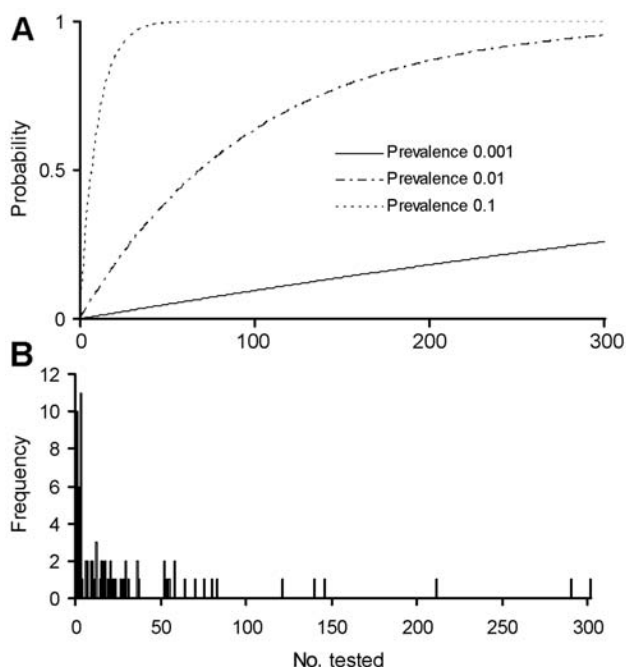 A
1
0.5
0
Probability
Prevalence 0.001
Prevalence 0.01
Prevalence 0.1
0 100 200 300
B
12
10
8
6
4
2
0
Frequency
0 50 100 150 200 250 300
No. tested